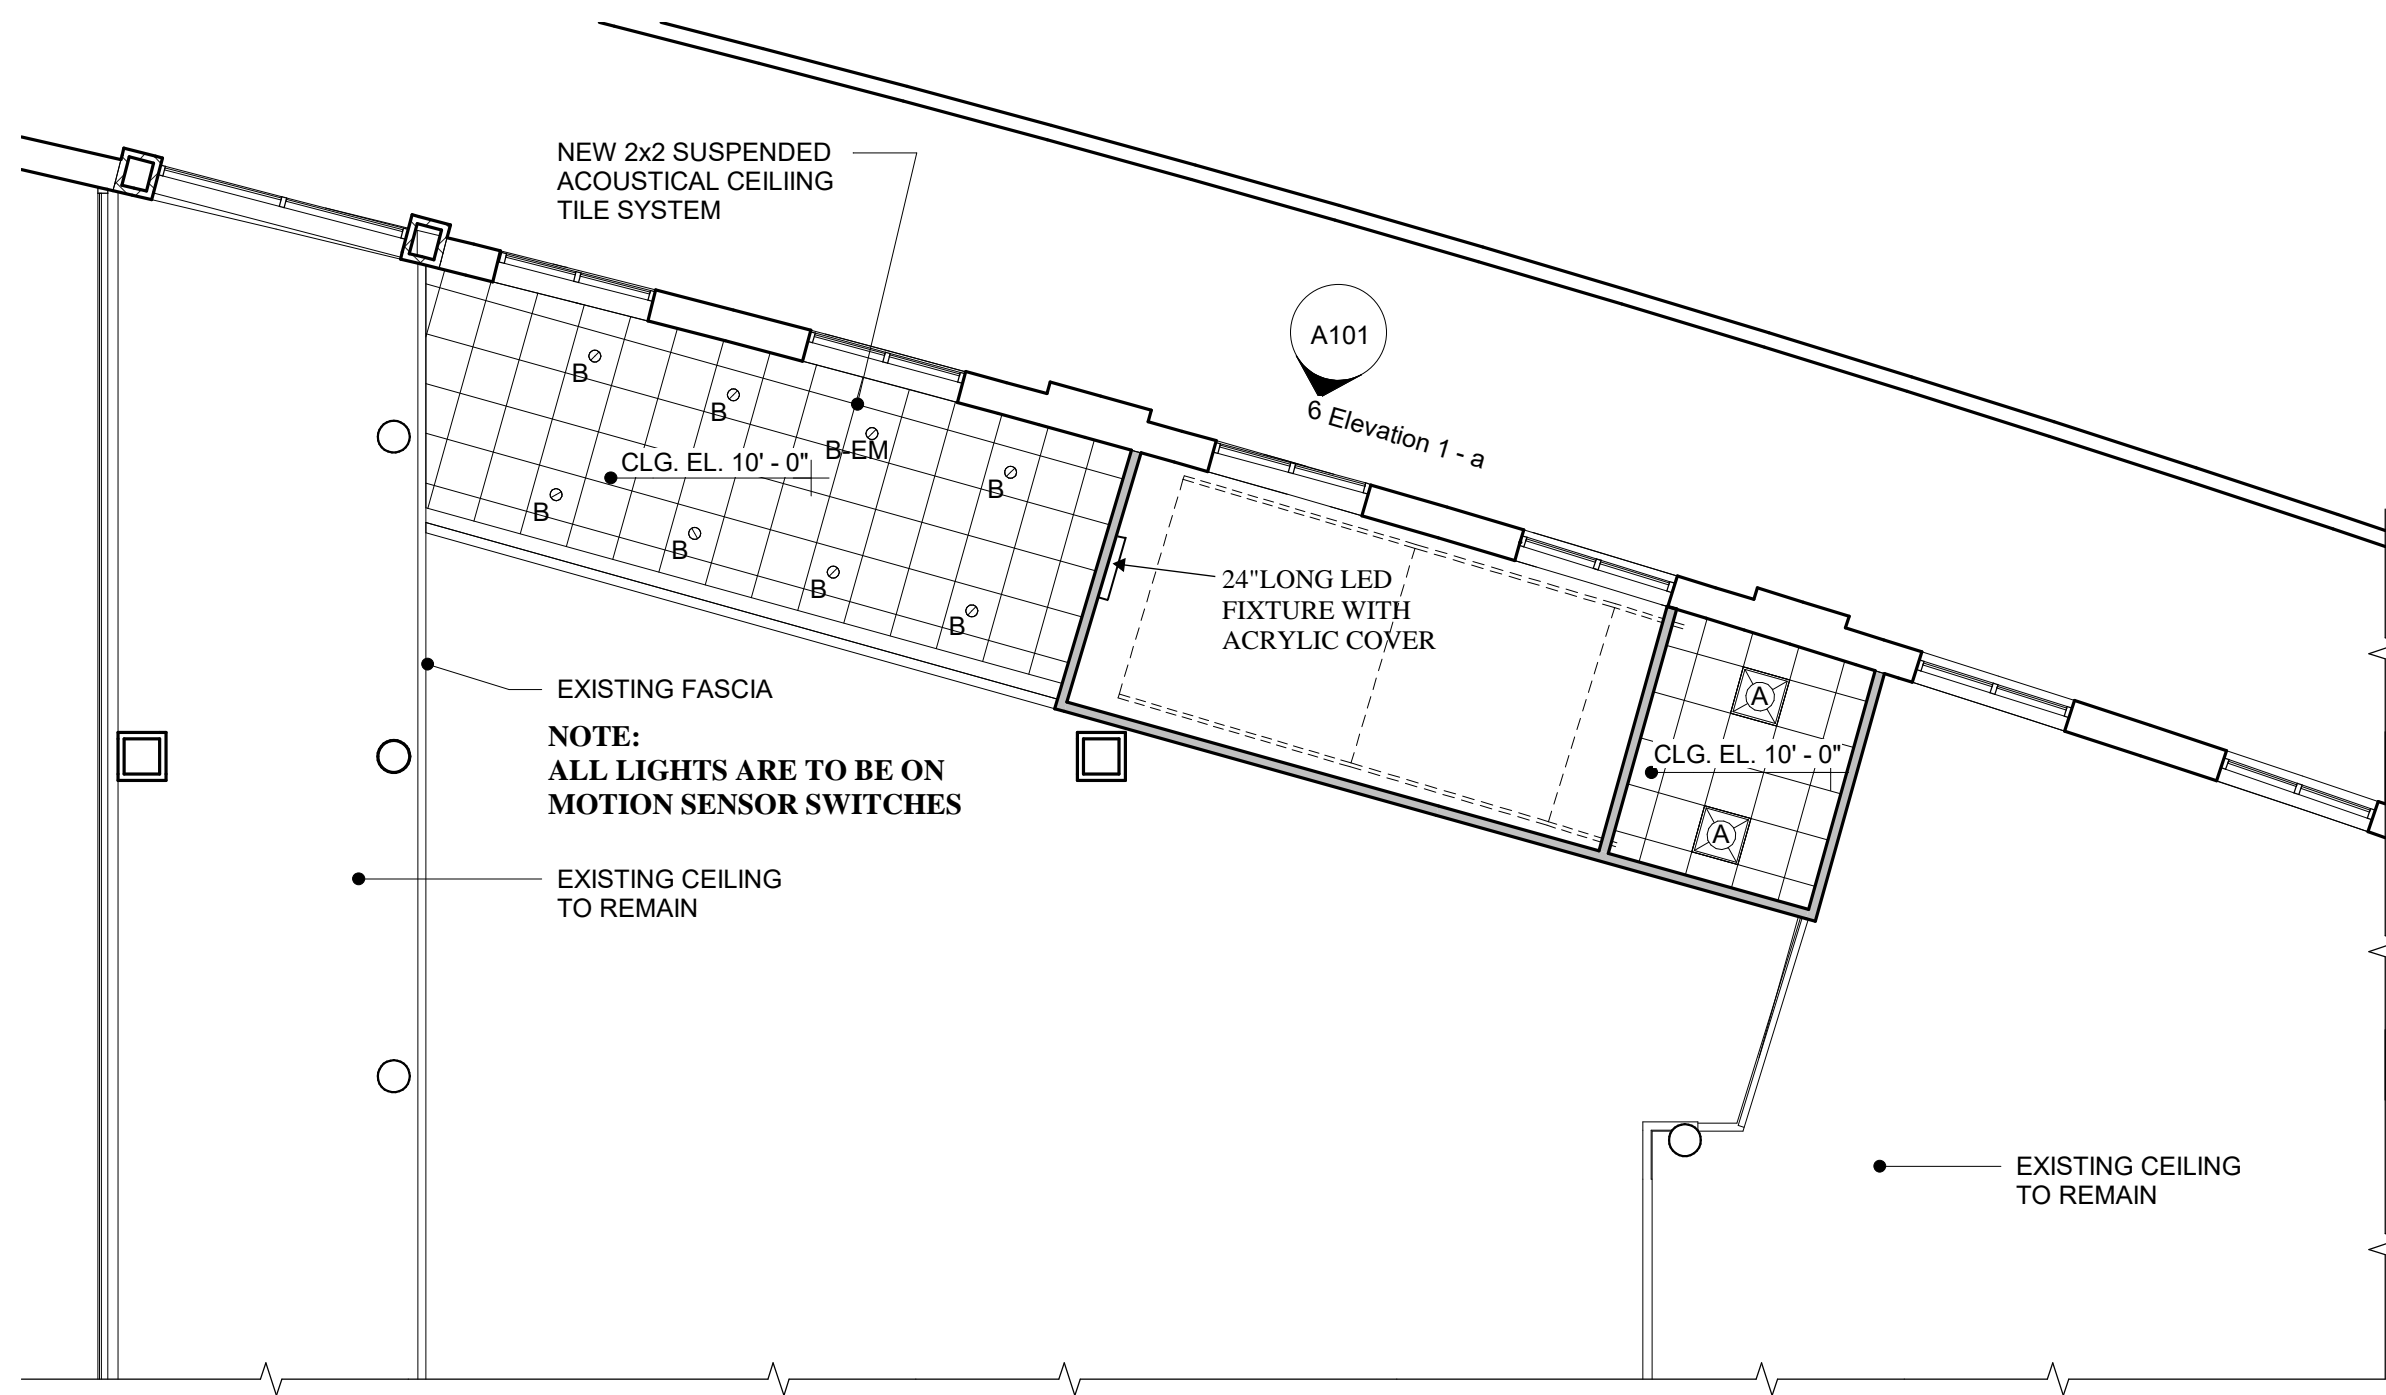 NEW 2x2 SUSPENDED
ACOUSTICAL CEILIING
TILE SYSTEM
A101
6 Elevation 1 - a
B
B
B-EM
B
CLG. EL. 10' - 0"
B
B
B
B
24"LONG LED
FIXTURE WITH
ACRYLIC COVER
EXISTING FASCIA
NOTE:
ALL LIGHTS ARE TO BE ON
MOTION SENSOR SWITCHES
A
CLG. EL. 10' - 0"
A
EXISTING CEILING
TO REMAIN
EXISTING CEILING
TO REMAIN